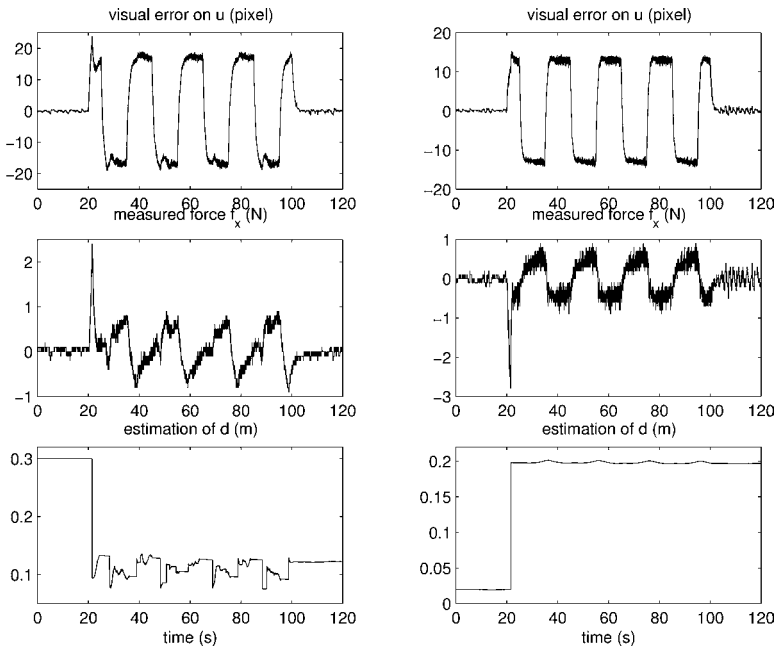 visual error on u (pixel)
20
10
0
−10
−20
0 20 40 60 80 100 120
measured force f_x (N)
2
1
0
−1
0 20 40 60 80 100 120
estimation of d (m)
0.3
0.2
0.1
0 20 40 60 80 100 120
time (s)
visual error on u (pixel)
20
10
0
−10
−20
0 20 40 60 80 100 120
measured force f_x (N)
1
0
−1
−2
−3
0 20 40 60 80 100 120
estimation of d (m)
0.2
0.15
0.1
0.05
0
0 20 40 60 80 100 120
time (s)